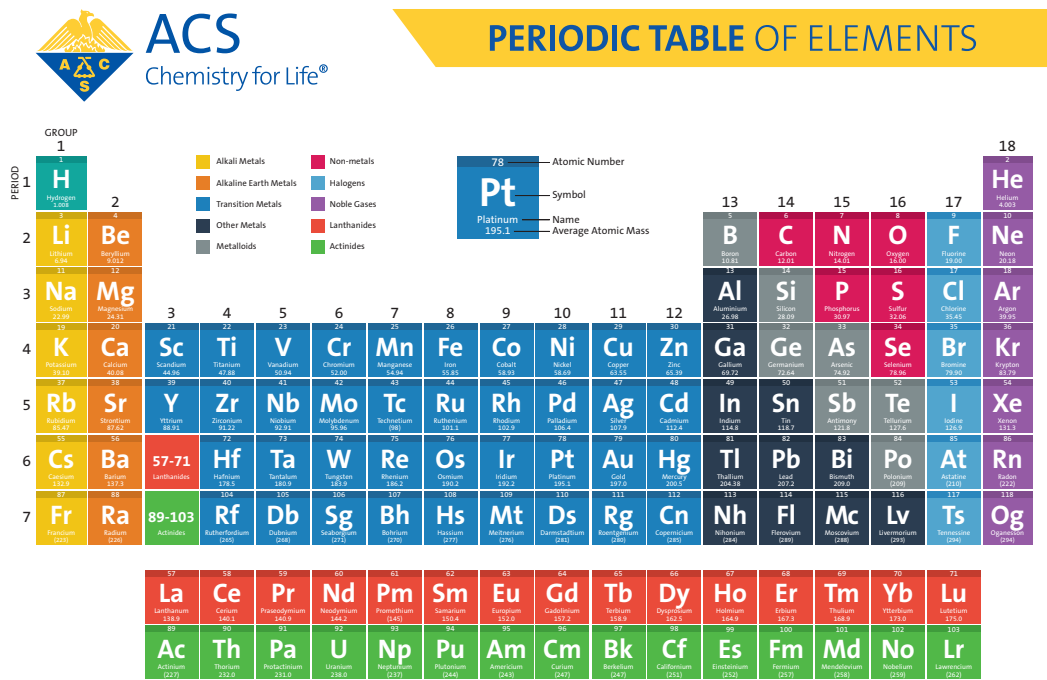 ACS
Chemistry for Life®
A C S
PERIODIC TABLE OF ELEMENTS
GROUP
1 18
PERIOD
Alkali Metals
Alkaline Earth Metals
Transition Metals
Other Metals
Metalloids
Non-metals
Halogens
Noble Gases
Lanthanides
Actinides
78 Atomic Number
Pt Symbol
Platinum Name
195.1 Average Atomic Mass
1 2
1 H He
Hydrogen Helium
1.008 4.003
2 13 14 15 16 17
3 4 5 6 7 8 9 10
2 Li Be B C N O F Ne
Lithium Beryllium Boron Carbon Nitrogen Oxygen Fluorine Neon
6.94 9.012 10.81 12.01 14.01 16.00 19.00 20.18
11 12 13 14 15 16 17 18
3 Na Mg Al Si P S Cl Ar
Sodium Magnesium Aluminium Silicon Phosphorus Sulfur Chlorine Argon
22.99 24.31 26.98 28.09 30.97 32.06 35.45 39.95
3 4 5 6 7 8 9 10 11 12
19 20 21 22 23 24 25 26 27 28 29 30 31 32 33 34 35 36
4 K Ca Sc Ti V Cr Mn Fe Co Ni Cu Zn Ga Ge As Se Br Kr
Potassium Calcium Scandium Titanium Vanadium Chromium Manganese Iron Cobalt Nickel Copper Zinc Gallium Germanium Arsenic Selenium Bromine Krypton
39.10 40.08 44.96 47.88 50.94 52.00 54.94 55.85 58.93 58.69 63.55 65.39 69.72 72.64 74.92 78.96 79.90 83.79
37 38 39 40 41 42 43 44 45 46 47 48 49 50 51 52 53 54
5 Rb Sr Y Zr Nb Mo Tc Ru Rh Pd Ag Cd In Sn Sb Te I Xe
Rubidium Strontium Yttrium Zirconium Niobium Molybdenum Technetium Ruthenium Rhodium Palladium Silver Cadmium Indium Tin Antimony Tellurium Iodine Xenon
85.47 87.62 88.91 91.22 92.91 95.96 (98) 101.1 102.9 106.4 107.9 112.4 114.8 118.7 121.8 127.6 126.9 131.3
55 56 72 73 74 75 76 77 78 79 80 81 82 83 84 85 86
6 Cs Ba 57-71 Hf Ta W Re Os Ir Pt Au Hg Tl Pb Bi Po At Rn
Caesium Barium Lanthanides Hafnium Tantalum Tungsten Rhenium Osmium Iridium Platinum Gold Mercury Thallium Lead Bismuth Polonium Astatine Radon
132.9 137.3 178.5 180.9 183.9 186.2 190.2 192.2 195.1 197.0 200.5 204.38 207.2 209.0 (209) (210) (222)
87 88 104 105 106 107 108 109 110 111 112 113 114 115 116 117 118
7 Fr Ra 89-103 Rf Db Sg Bh Hs Mt Ds Rg Cn Nh Fl Mc Lv Ts Og
Francium Radium Actinides Rutherfordium Dubnium Seaborgium Bohrium Hassium Meitnerium Darmstadtium Roentgenium Copernicium Nihonium Flerovium Moscovium Livermorium Tennessine Oganesson
(223) (226) (265) (268) (271) (270) (277) (276) (281) (280) (285) (284) (289) (288) (293) (294) (294)
57 58 59 60 61 62 63 64 65 66 67 68 69 70 71
La Ce Pr Nd Pm Sm Eu Gd Tb Dy Ho Er Tm Yb Lu
Lanthanum Cerium Praseodymium Neodymium Promethium Samarium Europium Gadolinium Terbium Dysprosium Holmium Erbium Thulium Ytterbium Lutetium
138.9 140.1 140.9 144.2 (145) 150.4 152.0 157.2 158.9 162.5 164.9 167.3 168.9 173.0 175.0
89 90 91 92 93 94 95 96 97 98 99 100 101 102 103
Ac Th Pa U Np Pu Am Cm Bk Cf Es Fm Md No Lr
Actinium Thorium Protactinium Uranium Neptunium Plutonium Americium Curium Berkelium Californium Einsteinium Fermium Mendelevium Nobelium Lawrencium
(227) 232.0 231.0 238.0 (237) (244) (243) (247) (247) (251) (252) (257) (258) (259) (262)